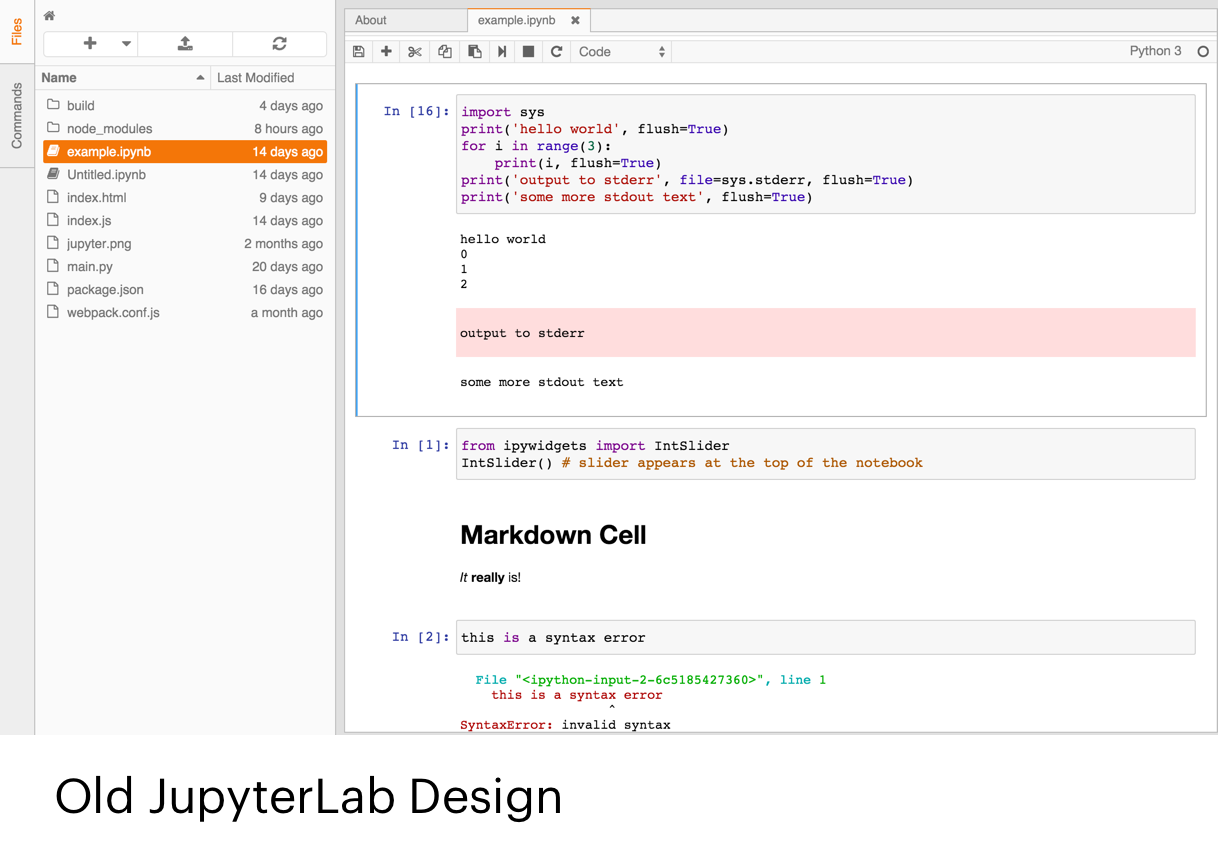 Files
Commands
Name Last Modified
build 4 days ago
node_modules 8 hours ago
example.ipynb 14 days ago
Untitled.ipynb 14 days ago
index.html 9 days ago
index.js 14 days ago
jupyter.png 2 months ago
main.py 20 days ago
package.json 16 days ago
webpack.conf.js a month ago
About example.ipynb
Code Python 3
In [16]: import sys
print('hello world', flush=True)
for i in range(3):
    print(i, flush=True)
print('output to stderr', file=sys.stderr, flush=True)
print('some more stdout text', flush=True)
hello world
0
1
2
output to stderr
some more stdout text
In [1]: from ipywidgets import IntSlider
IntSlider() # slider appears at the top of the notebook
Markdown Cell
It really is!
In [2]: this is a syntax error
File "<ipython-input-2-6c5185427360>", line 1
this is a syntax error
^
SyntaxError: invalid syntax
Old JupyterLab Design